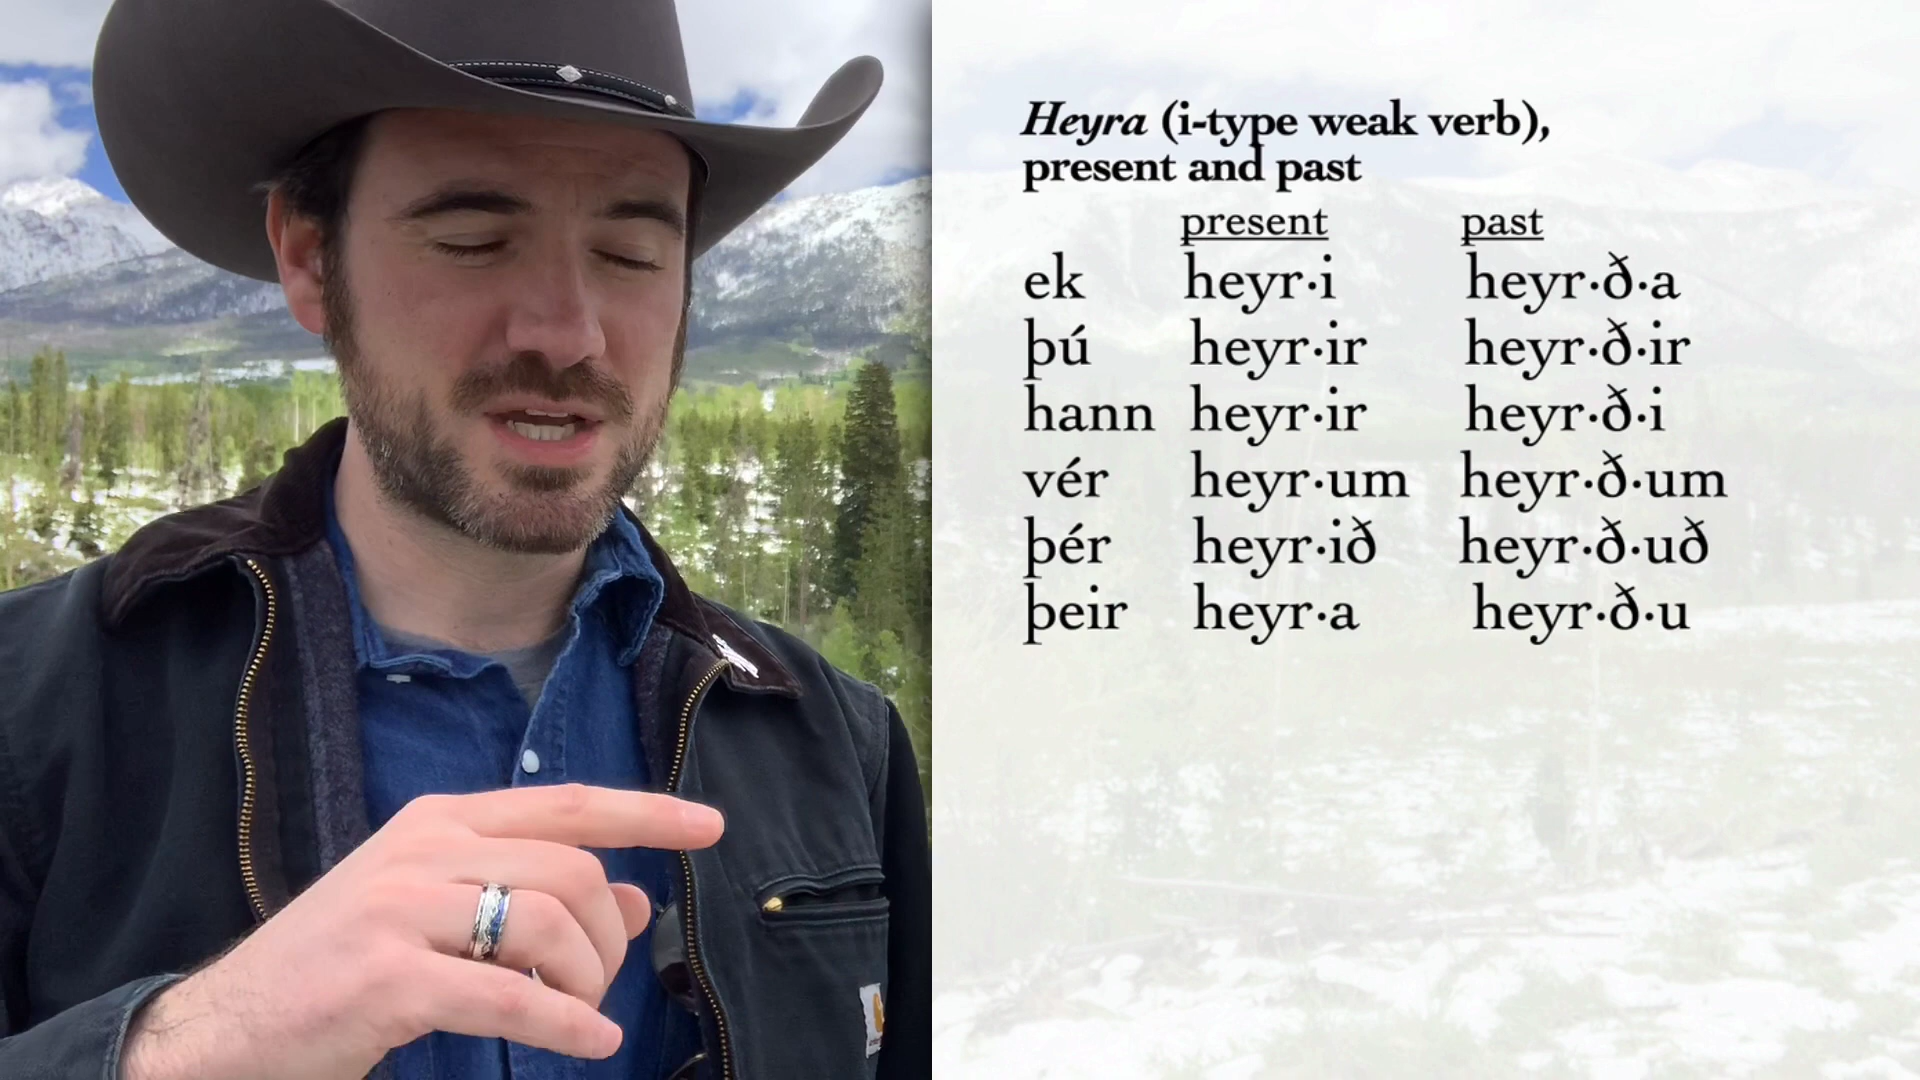 Heyra (i-type weak verb),
present and past
present past
ek heyr·i heyr·ð·a
þú heyr·ir heyr·ð·ir
hann heyr·ir heyr·ð·i
vér heyr·um heyr·ð·um
þér heyr·ið heyr·ð·uð
þeir heyr·a heyr·ð·u